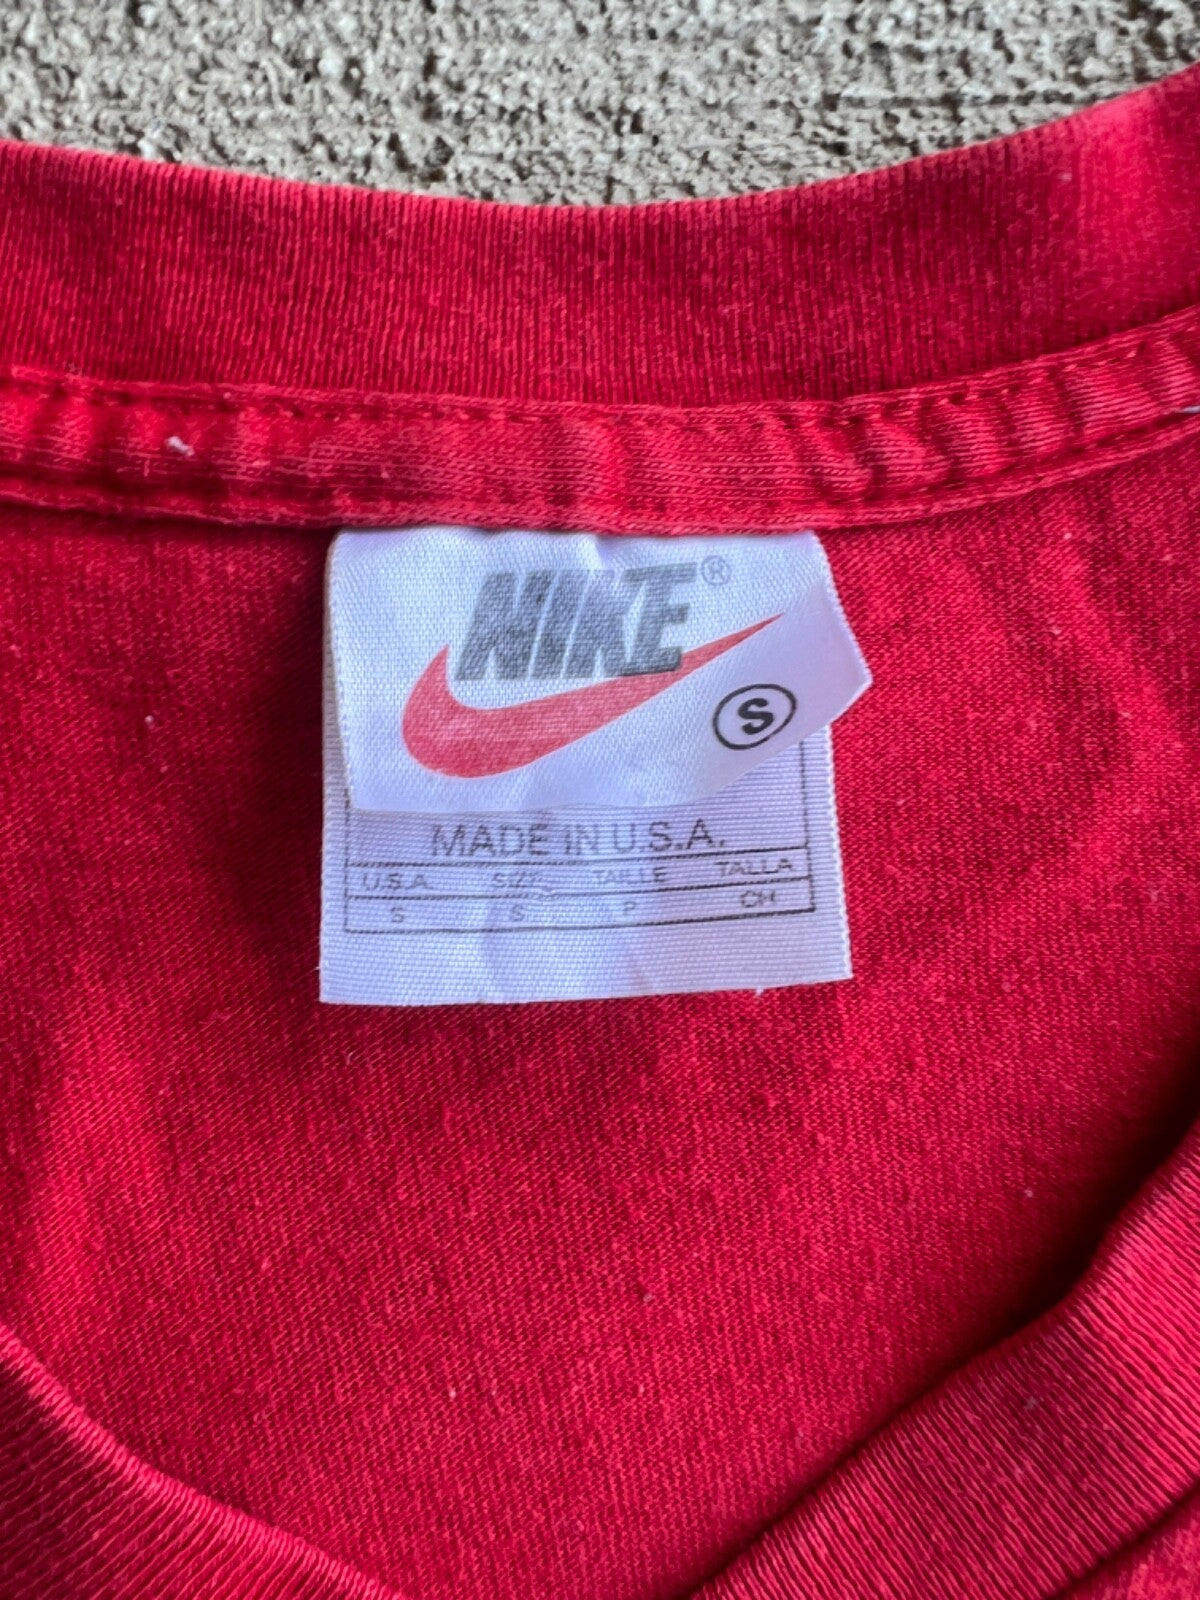 NIKE®
S
MADE IN U.S.A.
U.S.A. SIZE TAILLE TALLA
S S P CH